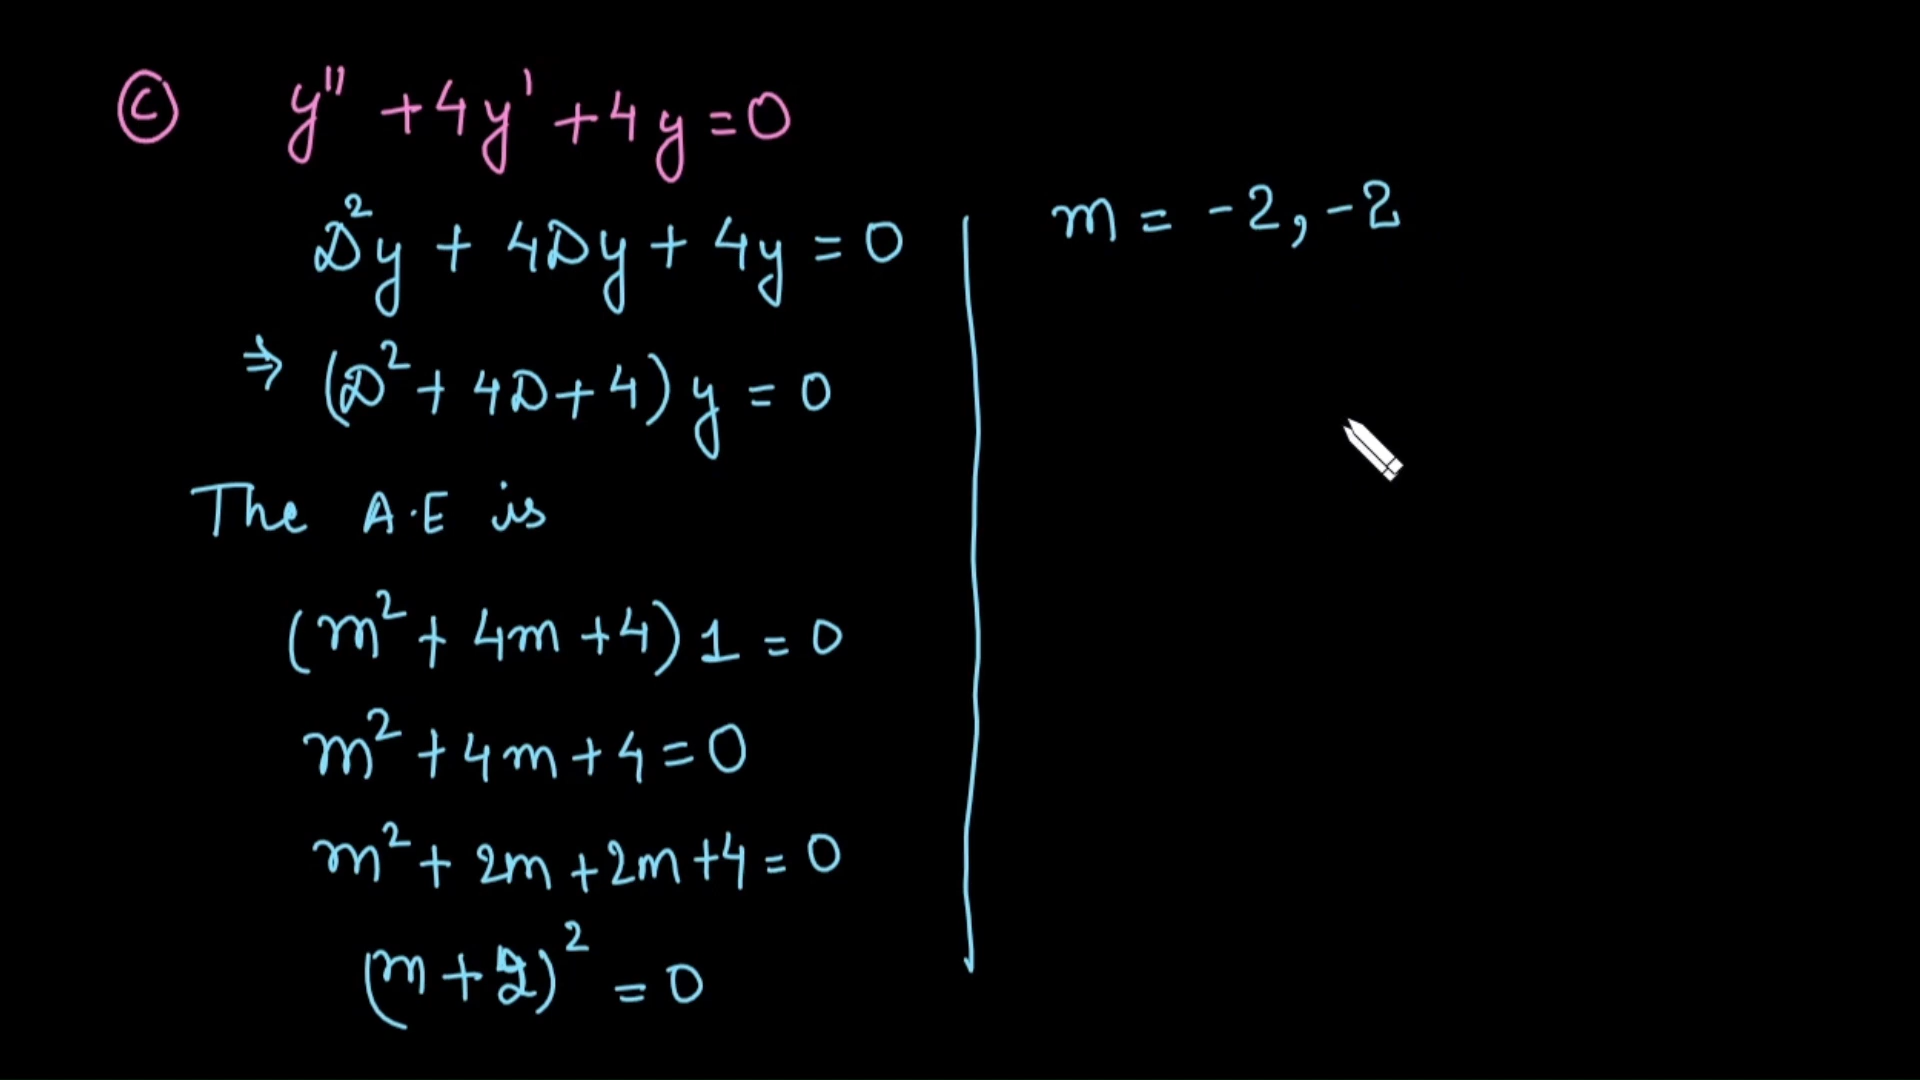 ⓒ y'' + 4y' + 4y = 0
D²y + 4Dy + 4y = 0
⇒ (D² + 4D + 4) y = 0
The A.E is
(m² + 4m + 4) 1 = 0
m² + 4m + 4 = 0
m² + 2m + 2m + 4 = 0
(m + 2)² = 0
m = -2, -2